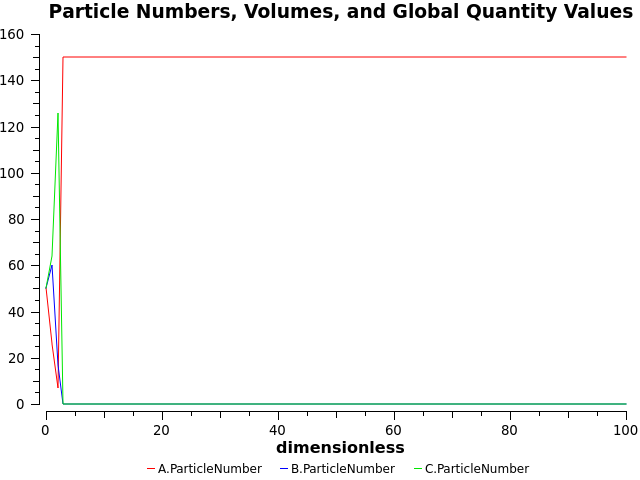 Particle Numbers, Volumes, and Global Quantity Values
160
140
120
100
80
60
40
20
0
0 20 40 60 80 100
dimensionless
A.ParticleNumber B.ParticleNumber C.ParticleNumber